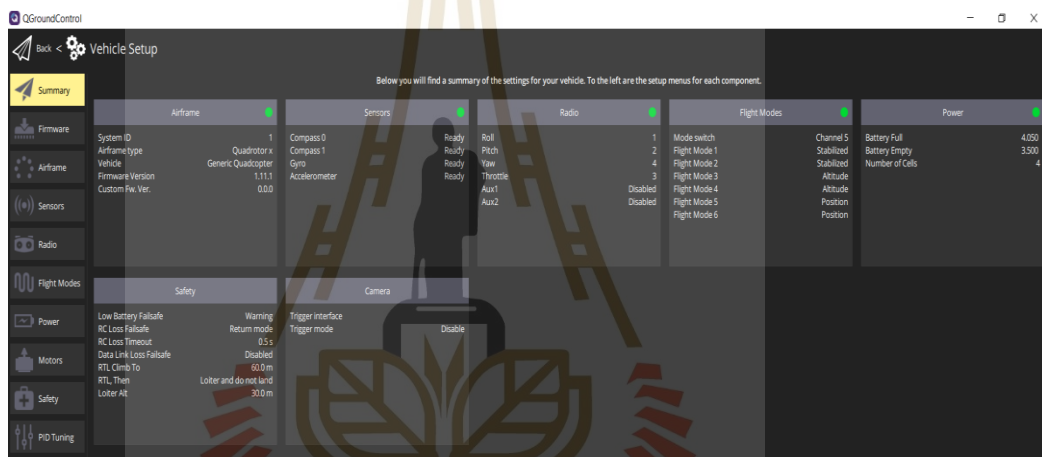 QGroundControl
Back < Vehicle Setup
Below you will find a summary of the settings for your vehicle. To the left are the setup menus for each component.
Summary
Firmware
Airframe
Sensors
Radio
Flight Modes
Power
Motors
Safety
PID Tuning
Airframe
System ID 1
Airframe type Quadrotor x
Vehicle Generic Quadcopter
Firmware Version 1.11.1
Custom Fw. Ver. 0.0.0
Sensors
Compass 0 Ready
Compass 1 Ready
Gyro Ready
Accelerometer Ready
Radio
Roll 1
Pitch 2
Yaw 4
Throttle 3
Aux1 Disabled
Aux2 Disabled
Flight Modes
Mode switch Channel 5
Flight Mode 1 Stabilized
Flight Mode 2 Stabilized
Flight Mode 3 Altitude
Flight Mode 4 Altitude
Flight Mode 5 Position
Flight Mode 6 Position
Power
Battery Full 4.050
Battery Empty 3.500
Number of Cells 4
Safety
Low Battery Failsafe Warning
RC Loss Failsafe Return mode
RC Loss Timeout 0.5 s
Data Link Loss Failsafe Disabled
RTL Climb To 60.0 m
RTL, Then Loiter and do not land
Loiter Alt 30.0 m
Camera
Trigger interface
Trigger mode Disable